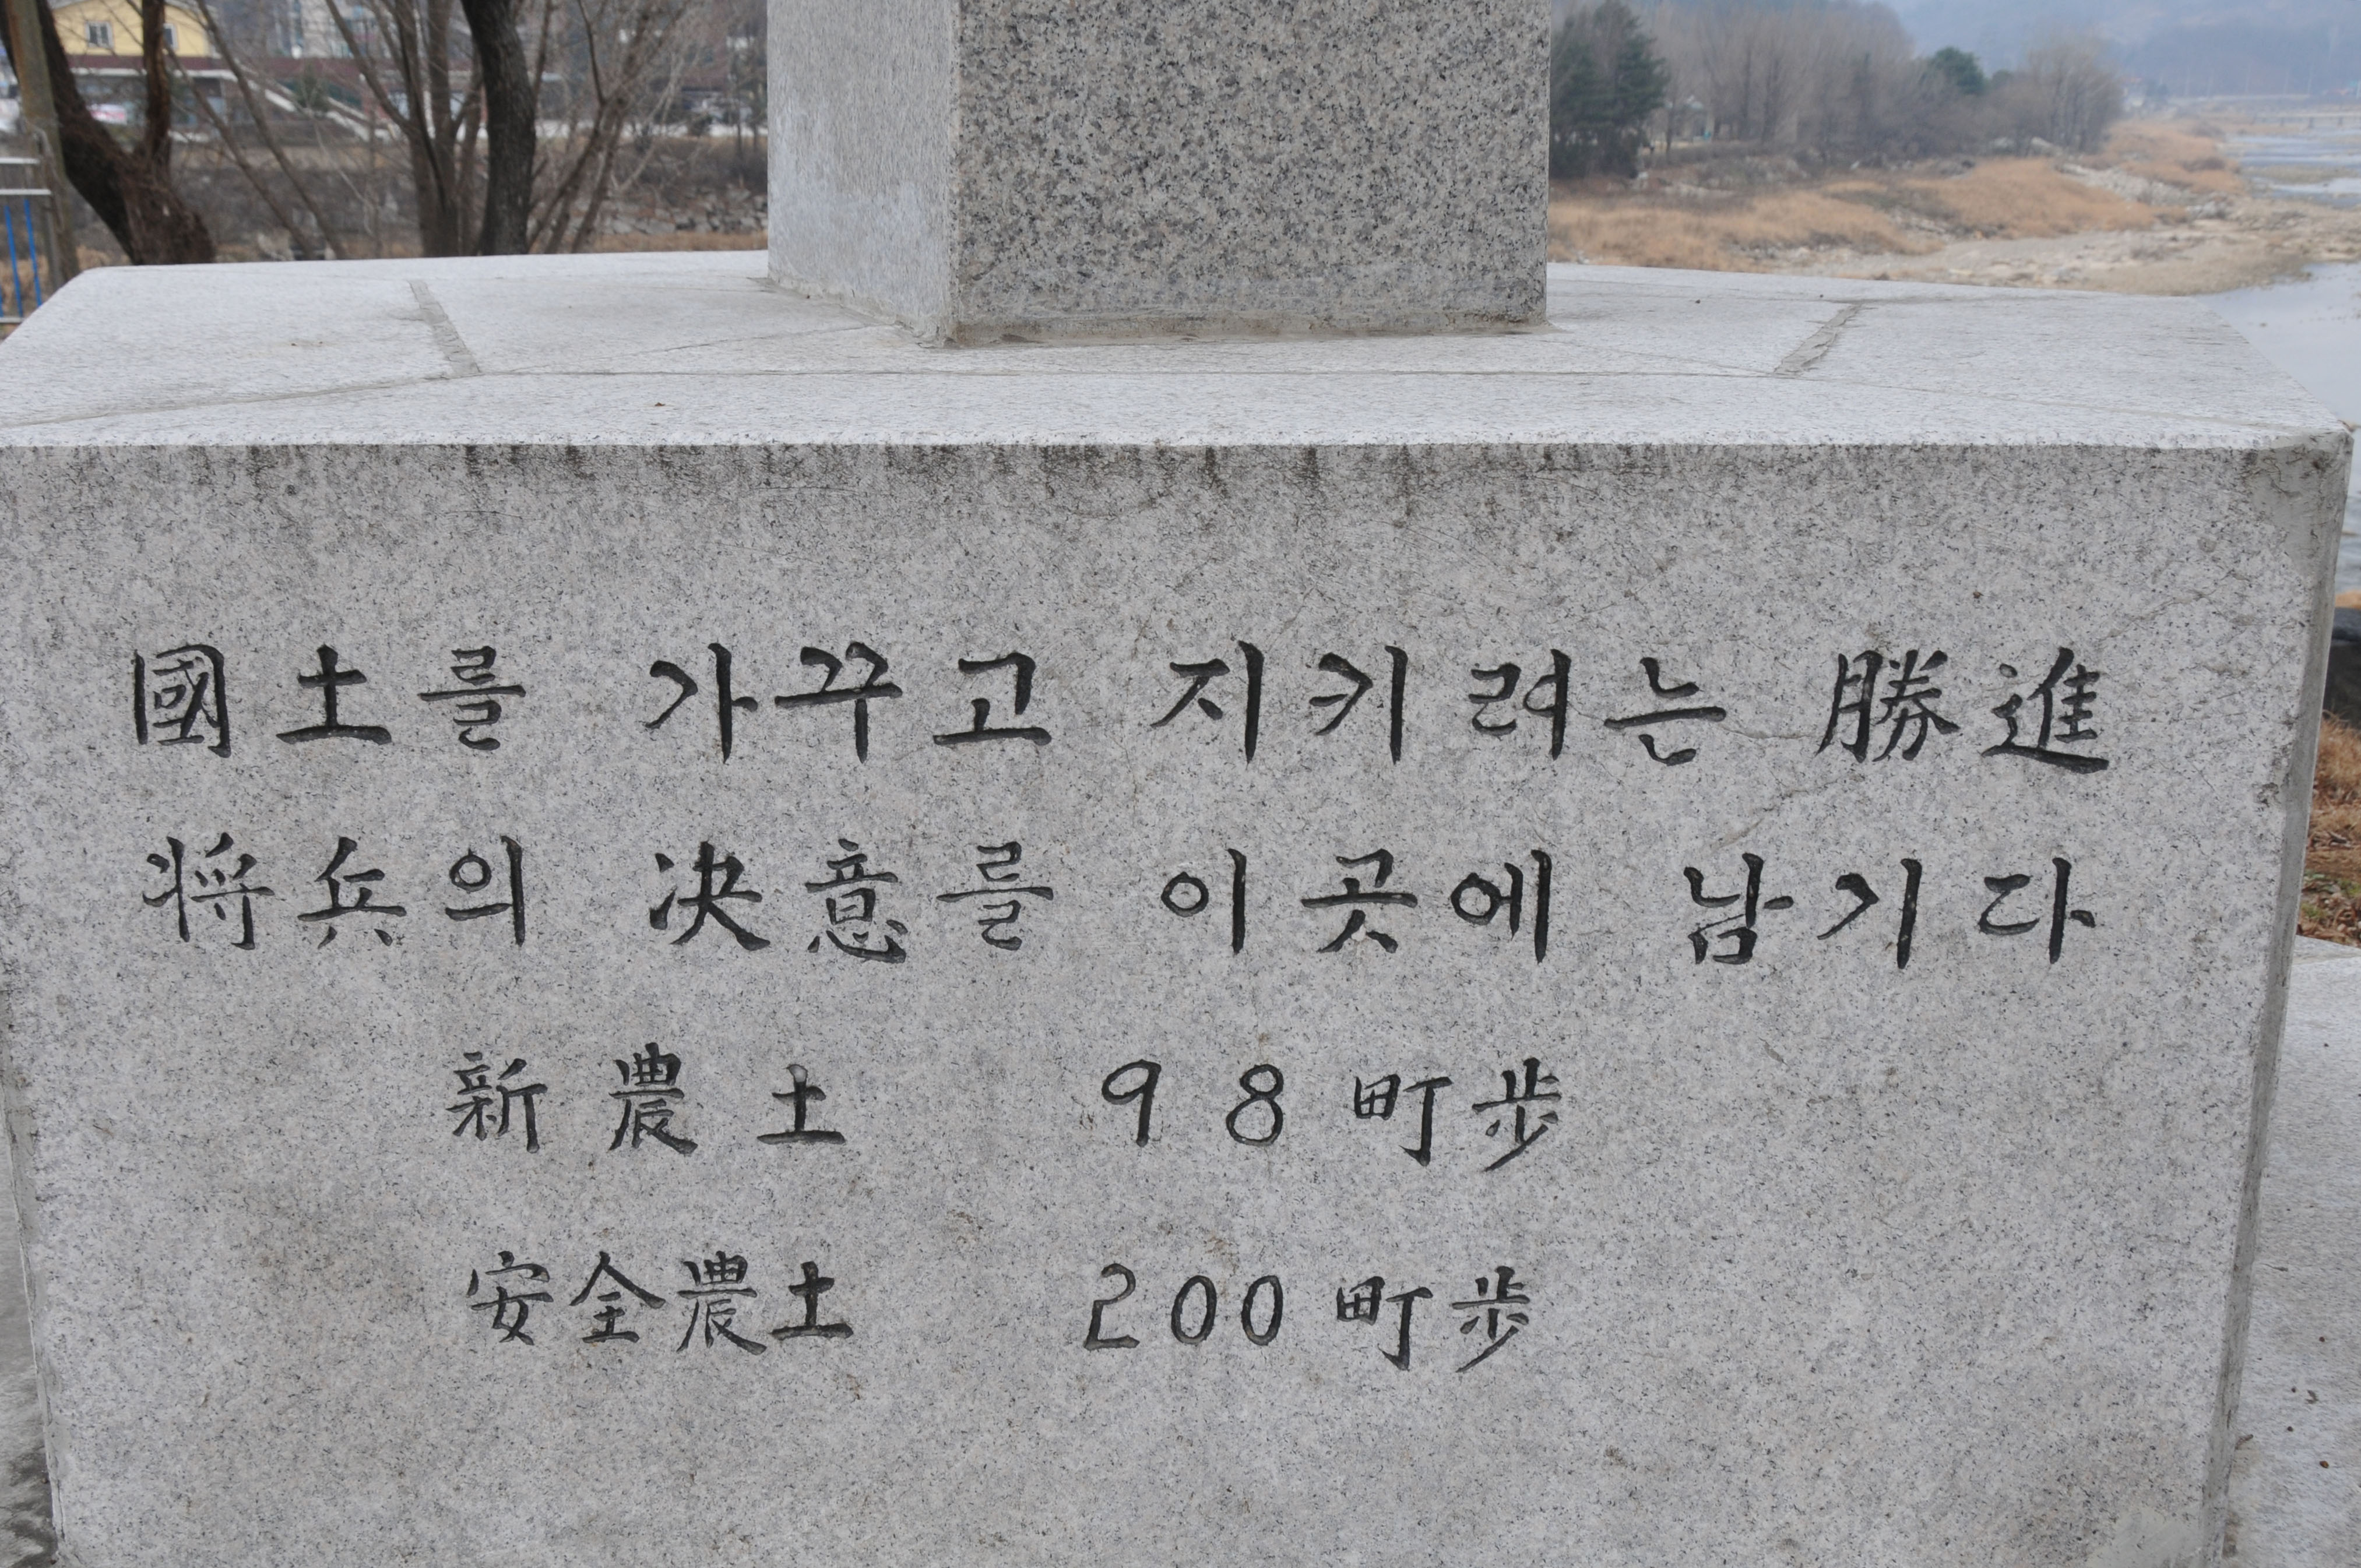 國土를 가꾸고 지키려는 勝進
将兵의 决意를 이곳에 남기다
新農土 98町步
安全農土 200町步